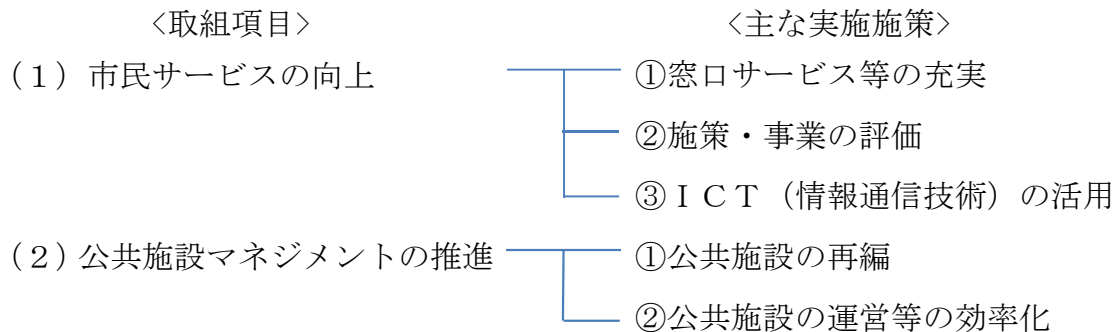 <取組項目> <主な実施施策>
(1)市民サービスの向上 ①窓口サービス等の充実
②施策・事業の評価
③ICT(情報通信技術)の活用
(2)公共施設マネジメントの推進 ①公共施設の再編
②公共施設の運営等の効率化